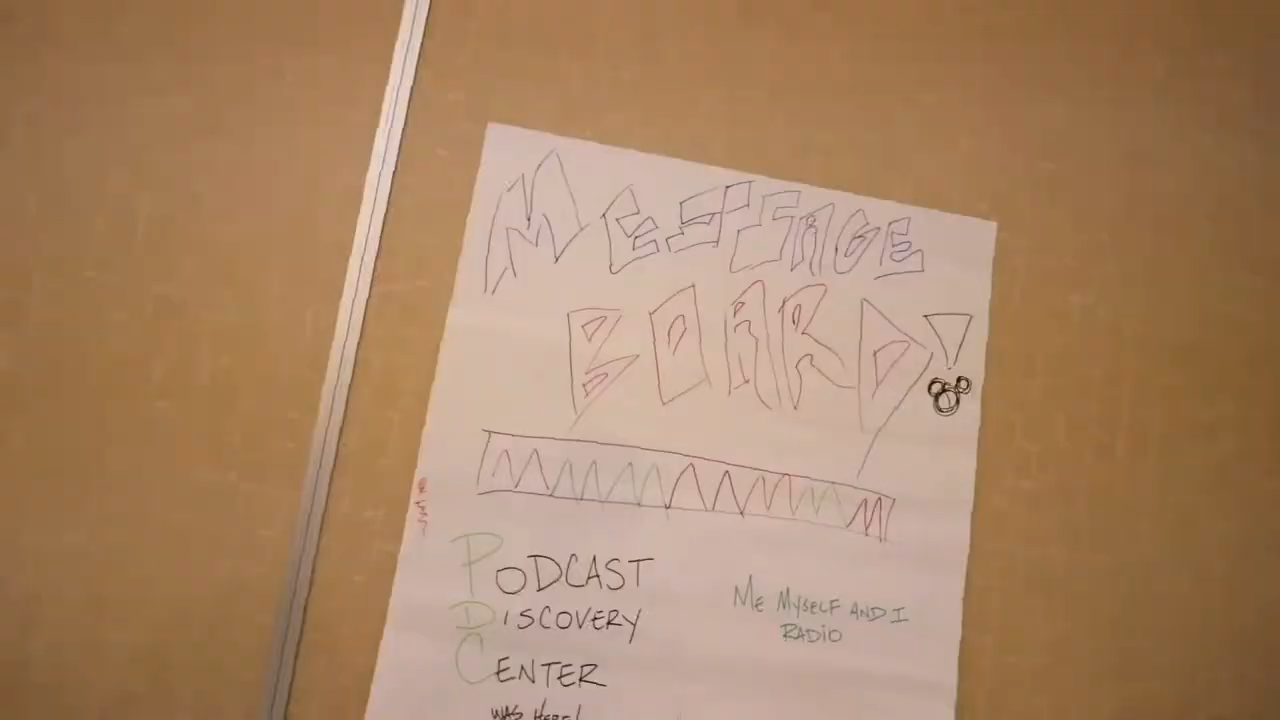 MESSAGE
BOARD!
PODCAST
DISCOVERY
CENTER
WAS HERE!
ME MYSELF AND I
RADIO